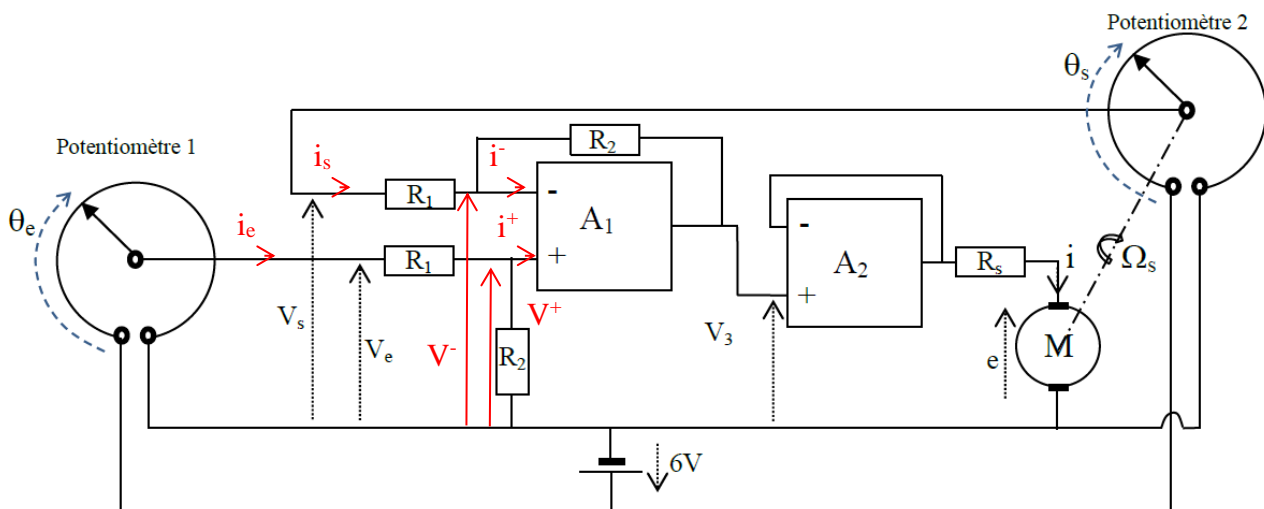 Potentiomètre 2
θs
Potentiomètre 1
θe
is
i-
R2
R1
-
A1
ie
i+
R1
+
Vs
Ve
V-
V+
R2
V3
-
A2
+
Rs
i
Ωs
e
M
6V